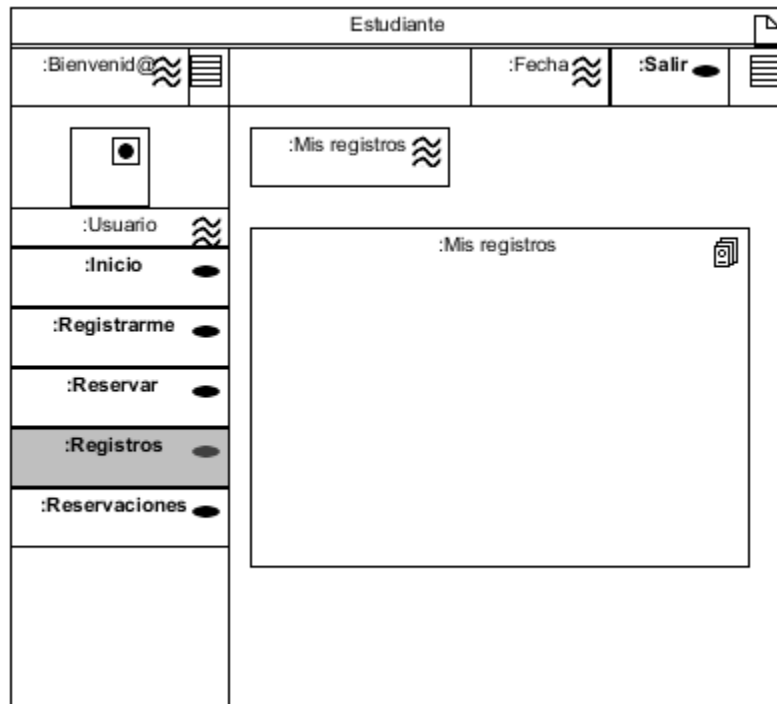 Estudiante
:Bienvenid@
:Fecha
:Salir
:Mis registros
:Usuario
:Mis registros
:Inicio
:Registrarme
:Reservar
:Registros
:Reservaciones